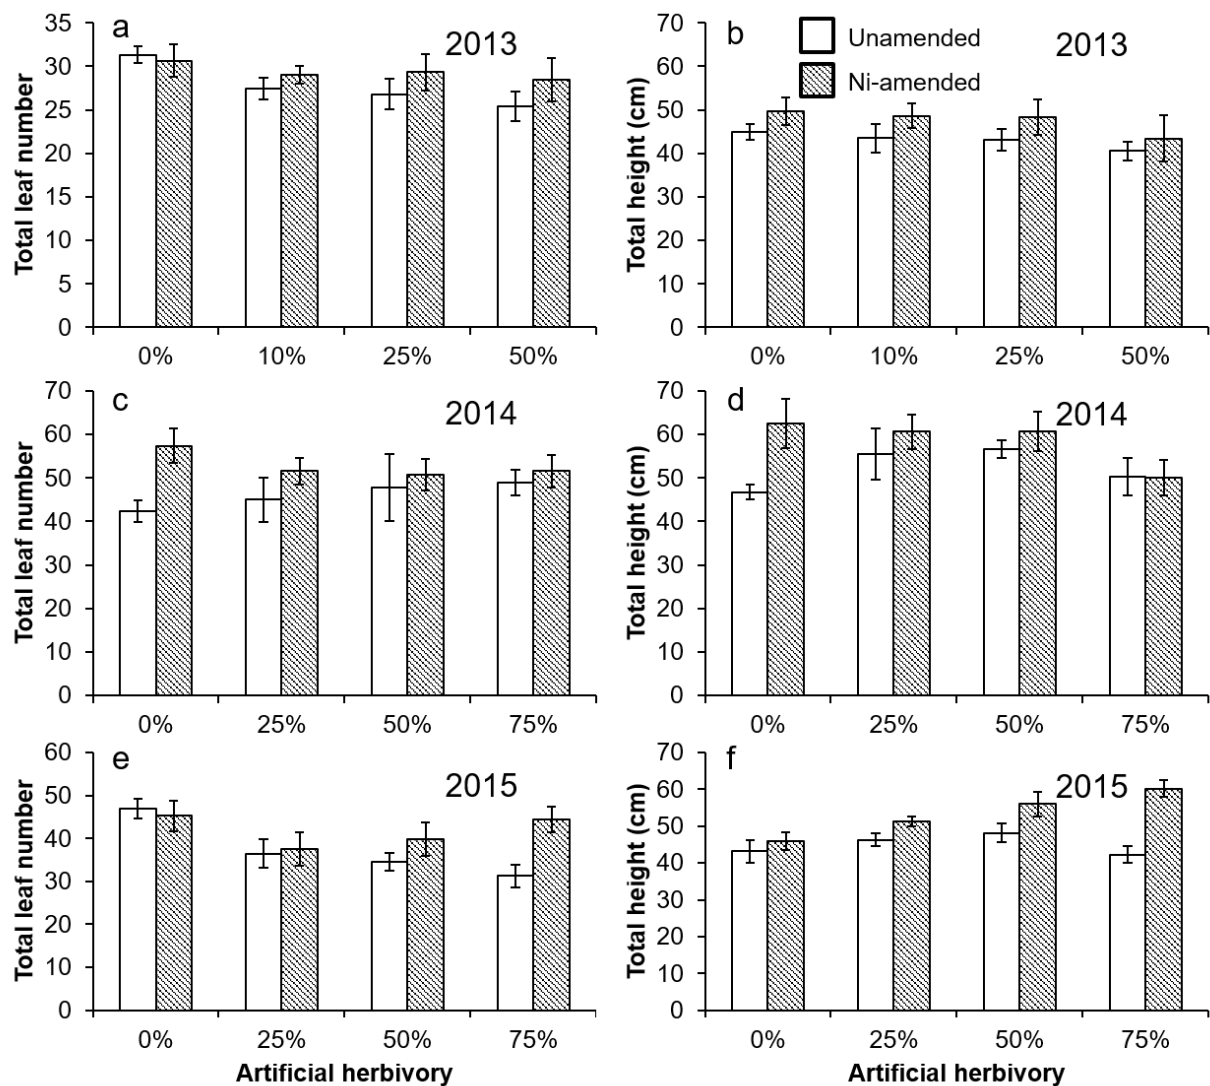 a
2013
Total leaf number
35
30
25
20
15
10
5
0
0% 10% 25% 50%
b
Unamended
Ni-amended
2013
Total height (cm)
70
60
50
40
30
20
10
0
0% 10% 25% 50%
c
2014
Total leaf number
70
60
50
40
30
20
10
0
0% 25% 50% 75%
d
2014
Total height (cm)
70
60
50
40
30
20
10
0
0% 25% 50% 75%
e
2015
Total leaf number
60
50
40
30
20
10
0
0% 25% 50% 75%
Artificial herbivory
f
2015
Total height (cm)
70
60
50
40
30
20
10
0
0% 25% 50% 75%
Artificial herbivory